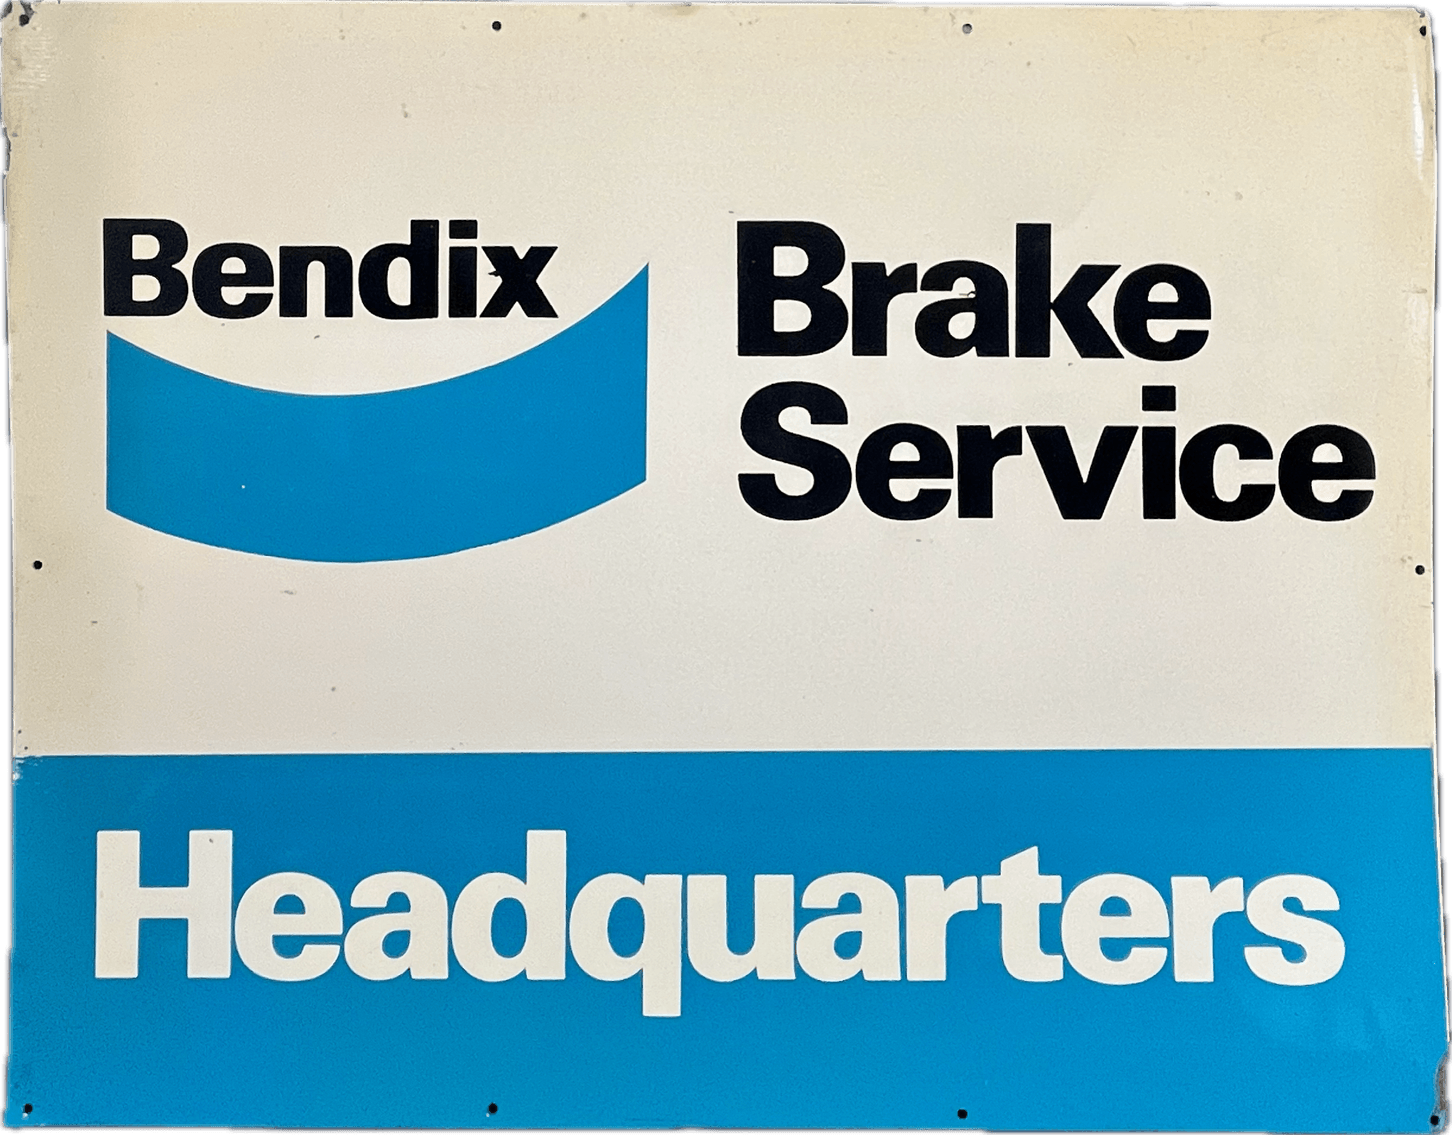 Bendix
Brake
Service
Headquarters